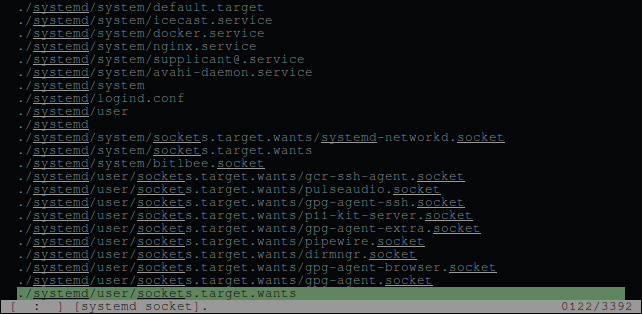 ./systemd/system/default.target
./systemd/system/icecast.service
./systemd/system/docker.service
./systemd/system/nginx.service
./systemd/system/supplicant@.service
./systemd/system/avahi-daemon.service
./systemd/system
./systemd/logind.conf
./systemd/user
./systemd
./systemd/system/sockets.target.wants/systemd-networkd.socket
./systemd/system/sockets.target.wants
./systemd/system/bitlbee.socket
./systemd/user/sockets.target.wants/gcr-ssh-agent.socket
./systemd/user/sockets.target.wants/pulseaudio.socket
./systemd/user/sockets.target.wants/gpg-agent-ssh.socket
./systemd/user/sockets.target.wants/p11-kit-server.socket
./systemd/user/sockets.target.wants/gpg-agent-extra.socket
./systemd/user/sockets.target.wants/pipewire.socket
./systemd/user/sockets.target.wants/dirmngr.socket
./systemd/user/sockets.target.wants/gpg-agent-browser.socket
./systemd/user/sockets.target.wants/gpg-agent.socket
./systemd/user/sockets.target.wants
[  :  ] [systemd socket]. 0122/3392